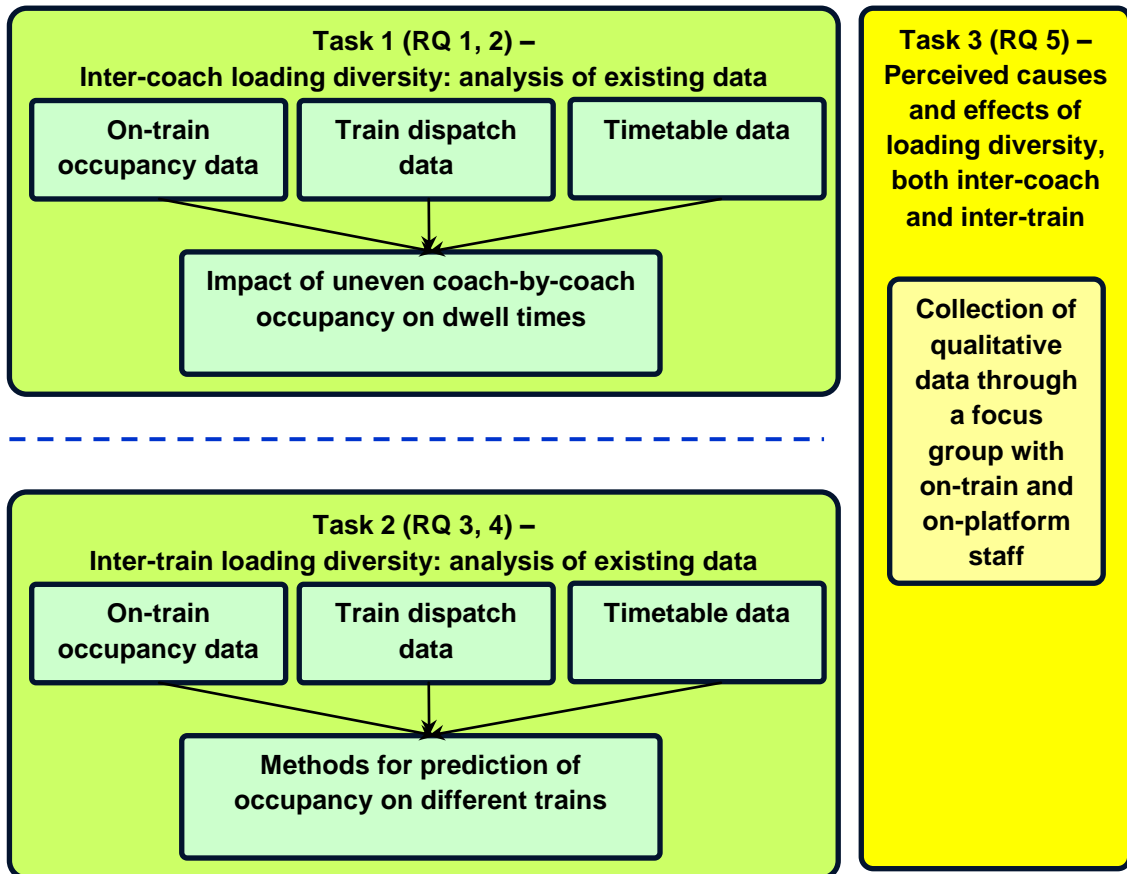 Task 1 (RQ 1, 2) –
Inter-coach loading diversity: analysis of existing data
On-train
occupancy data
Train dispatch
data
Timetable data
Impact of uneven coach-by-coach
occupancy on dwell times
Task 2 (RQ 3, 4) –
Inter-train loading diversity: analysis of existing data
On-train
occupancy data
Train dispatch
data
Timetable data
Methods for prediction of
occupancy on different trains
Task 3 (RQ 5) –
Perceived causes
and effects of
loading diversity,
both inter-coach
and inter-train
Collection of
qualitative
data through
a focus
group with
on-train and
on-platform
staff